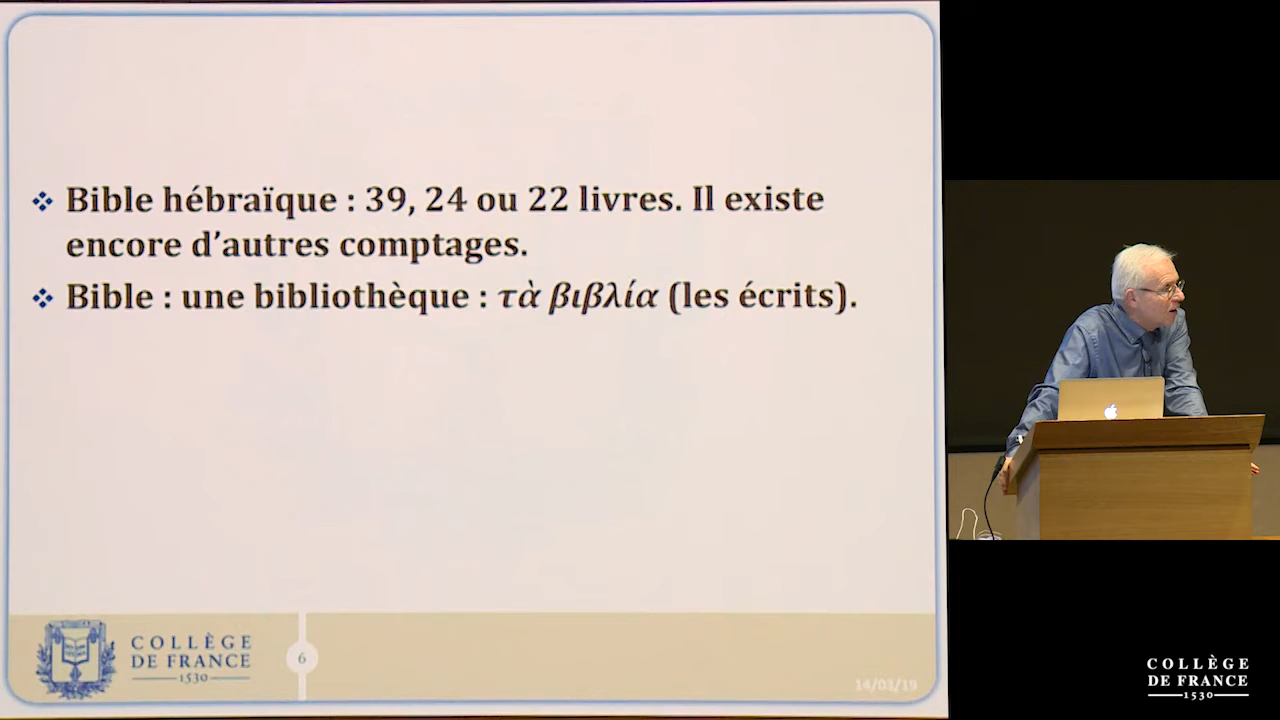 ❖ Bible hébraïque : 39, 24 ou 22 livres. Il existe
encore d’autres comptages.
❖ Bible : une bibliothèque : τὰ βιβλία (les écrits).
COLLÈGE
DE FRANCE
1530
6
14/03/19
COLLÈGE
DE FRANCE
1530